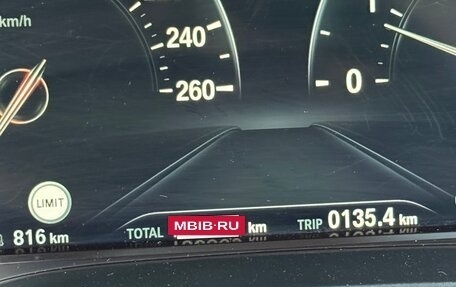 km/h
240
260
0
LIMIT
816 km
TOTAL MBIB·RU km TRIP 0135.4 km